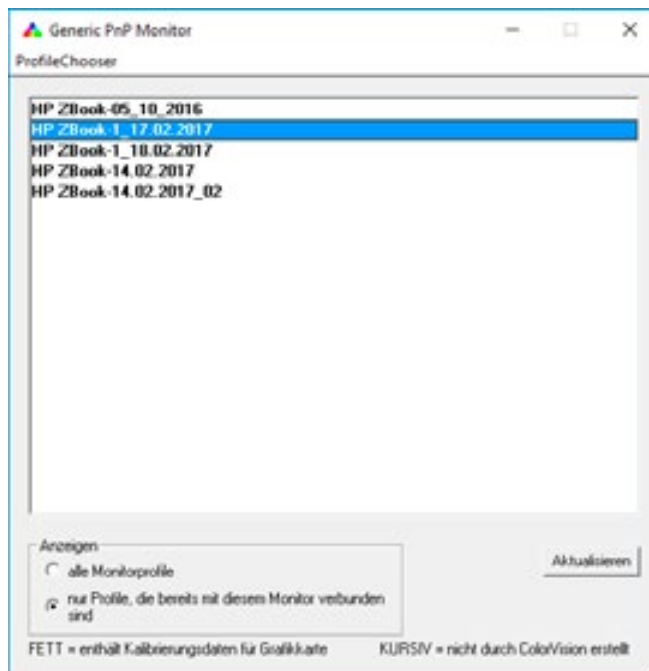 Generic PnP Monitor
ProfileChooser
HP ZBook-05_10_2016
HP ZBook-1_17.02.2017
HP ZBook-1_18.02.2017
HP ZBook-14.02.2017
HP ZBook-14.02.2017_02
Anzeigen
alle Monitorprofile
nur Profile, die bereits mit diesem Monitor verbunden
sind
Aktualisieren
FETT = enthält Kalibrierungsdaten für Grafikkarte KURSIV = nicht durch ColorVision erstellt